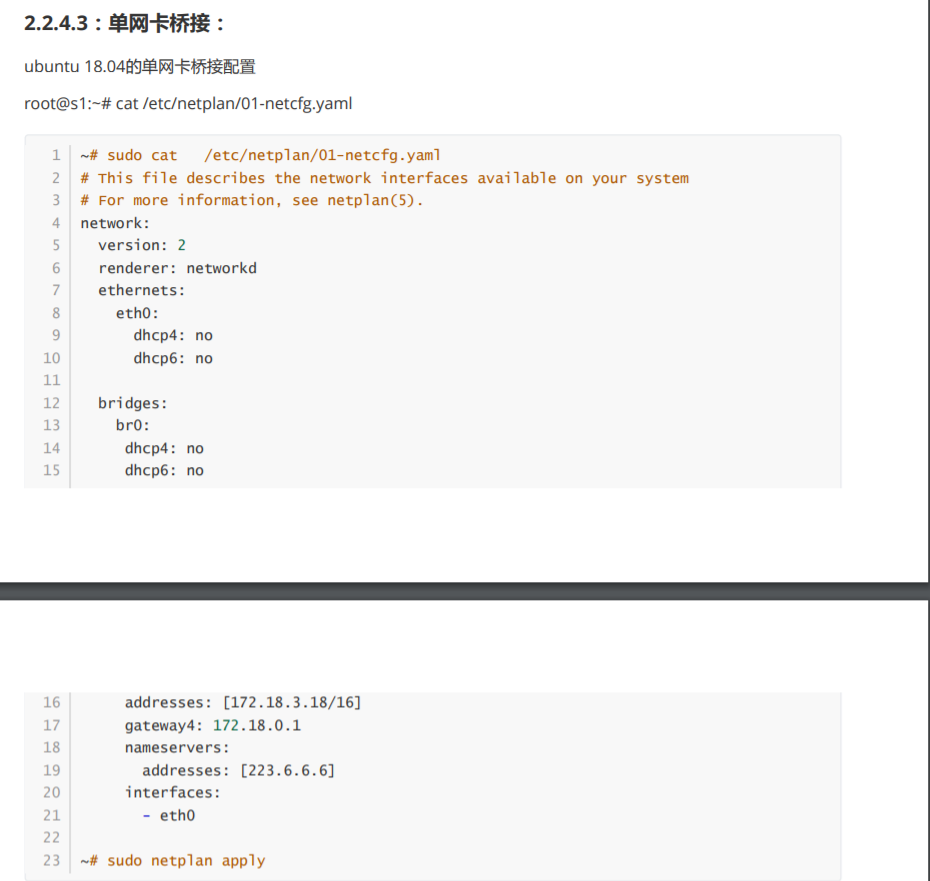 2.2.4.3：单网卡桥接：
ubuntu 18.04的单网卡桥接配置
root@s1:~# cat /etc/netplan/01-netcfg.yaml
1 ~# sudo cat   /etc/netplan/01-netcfg.yaml
2 # This file describes the network interfaces available on your system
3 # For more information, see netplan(5).
4 network:
5   version: 2
6   renderer: networkd
7   ethernets:
8     eth0:
9       dhcp4: no
10       dhcp6: no
11
12   bridges:
13     br0:
14      dhcp4: no
15      dhcp6: no
16      addresses: [172.18.3.18/16]
17      gateway4: 172.18.0.1
18      nameservers:
19        addresses: [223.6.6.6]
20      interfaces:
21        - eth0
22
23 ~# sudo netplan apply